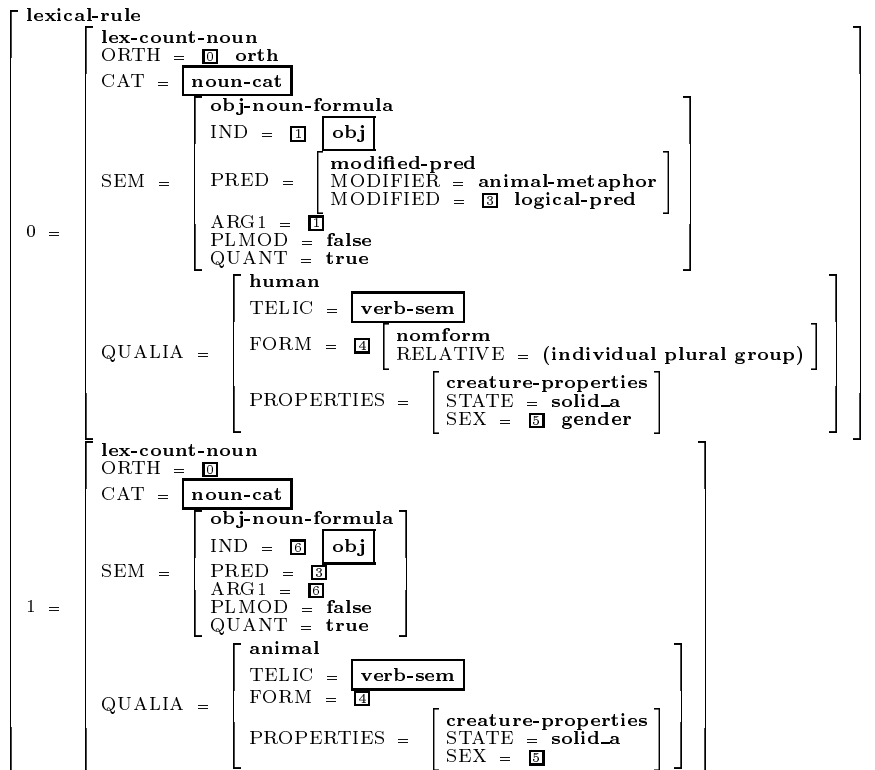 lexical-rule
lex-count-noun
ORTH = 0 orth
CAT = noun-cat
obj-noun-formula
IND = 1 obj
modified-pred
SEM = PRED = MODIFIER = animal-metaphor
MODIFIED = 3 logical-pred
ARG1 = 1
0 =
PLMOD = false
QUANT = true
human
TELIC = verb-sem
nomform
FORM = 4
QUALIA = RELATIVE = (individual plural group)
creature-properties
PROPERTIES = STATE = solid_a
SEX = 5 gender
lex-count-noun
ORTH = 0
CAT = noun-cat
obj-noun-formula
IND = 6 obj
SEM = PRED = 3
ARG1 = 6
1 = PLMOD = false
QUANT = true
animal
TELIC = verb-sem
FORM = 4
QUALIA =
creature-properties
PROPERTIES = STATE = solid_a
SEX = 5